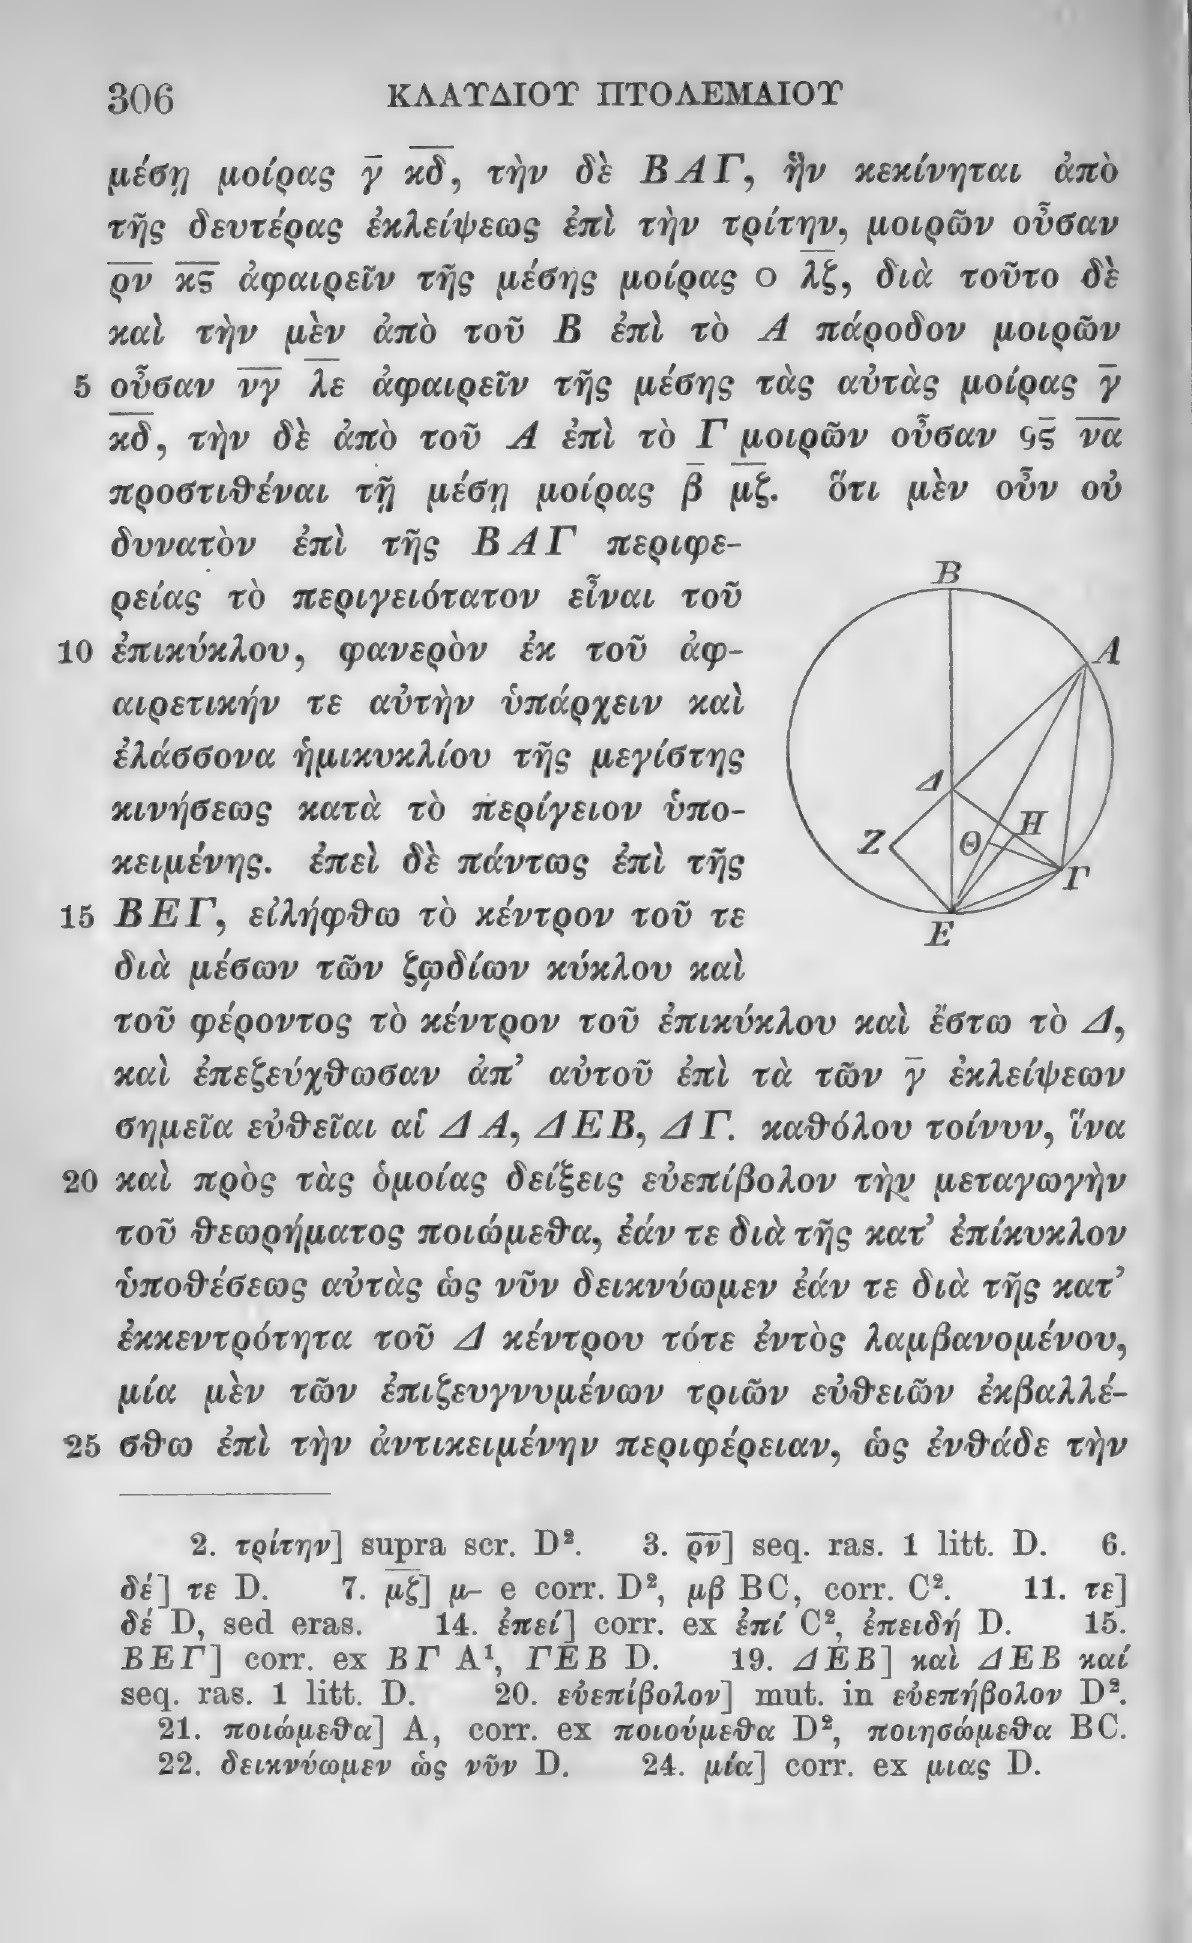 306 ΚΛΑΥΔΙΟΥ ΠΤΟΛΕΜΑΙΟΥ
μέσῃ μοίρας γ̅ κ̅δ̅, τὴν δὲ ΒΑΓ, ἣν κεκίνηται ἀπὸ
τῆς δευτέρας ἐκλείψεως ἐπὶ τὴν τρίτην, μοιρῶν οὖσαν
ρ̅ν̅ κ̅ϛ̅ ἀφαιρεῖν τῆς μέσης μοίρας ο λ̅ζ̅, διὰ τοῦτο δὲ
καὶ τὴν μὲν ἀπὸ τοῦ Β ἐπὶ τὸ Α πάροδον μοιρῶν
5 οὖσαν ν̅γ̅ λ̅ε̅ ἀφαιρεῖν τῆς μέσης τὰς αὐτὰς μοίρας γ̅
κ̅δ̅, τὴν δὲ ἀπὸ τοῦ Α ἐπὶ τὸ Γ μοιρῶν οὖσαν ϟ̅ϛ̅ ν̅α̅
προστιθέναι τῇ μέσῃ μοίρας β̅ μ̅ζ̅. ὅτι μὲν οὖν οὐ
δυνατὸν ἐπὶ τῆς ΒΑΓ περιφε-
ρείας τὸ περιγειότατον εἶναι τοῦ
10 ἐπικύκλου, φανερὸν ἐκ τοῦ ἀφ-
αιρετικήν τε αὐτὴν ὑπάρχειν καὶ
ἐλάσσονα ἡμικυκλίου τῆς μεγίστης
κινήσεως κατὰ τὸ περίγειον ὑπο-
κειμένης. ἐπεὶ δὲ πάντως ἐπὶ τῆς
15 ΒΕΓ, εἰλήφθω τὸ κέντρον τοῦ τε
διὰ μέσων τῶν ζῳδίων κύκλου καὶ
Β
Α
Δ
Ζ
Θ
Η
Γ
Ε
τοῦ φέροντος τὸ κέντρον τοῦ ἐπικύκλου καὶ ἔστω τὸ Δ,
καὶ ἐπεζεύχθωσαν ἀπ’ αὐτοῦ ἐπὶ τὰ τῶν γ̅ ἐκλείψεων
σημεῖα εὐθεῖαι αἱ ΔΑ, ΔΕΒ, ΔΓ. καθόλου τοίνυν, ἵνα
20 καὶ πρὸς τὰς ὁμοίας δείξεις εὐεπίβολον τὴν μεταγωγὴν
τοῦ θεωρήματος ποιώμεθα, ἐάν τε διὰ τῆς κατ’ ἐπίκυκλον
ὑποθέσεως αὐτὰς ὡς νῦν δεικνύωμεν ἐάν τε διὰ τῆς κατ’
ἐκκεντρότητα τοῦ Δ κέντρου τότε ἐντὸς λαμβανομένου,
μία μὲν τῶν ἐπιζευγνυμένων τριῶν εὐθειῶν ἐκβαλλέ-
25 σθω ἐπὶ τὴν ἀντικειμένην περιφέρειαν, ὡς ἐνθάδε τὴν
2. τρίτην] supra scr. D². 3. ρ̅ν̅] seq. ras. 1 litt. D. 6.
δέ] τε D. 7. μ̅ζ̅] μ- e corr. D², μβ BC, corr. C². 11. τε]
δέ D, sed eras. 14. ἐπεί] corr. ex ἐπί C², ἐπειδή D. 15.
ΒΕΓ] corr. ex ΒΓ A¹, ΓΕΒ D. 19. ΔΕΒ] καὶ ΔΕΒ καί
seq. ras. 1 litt. D. 20. εὐεπίβολον] mut. in εὐεπήβολον D².
21. ποιώμεθα] A, corr. ex ποιούμεθα D², ποιησώμεθα BC.
22. δεικνύωμεν ὡς νῦν D. 24. μία] corr. ex μιας D.